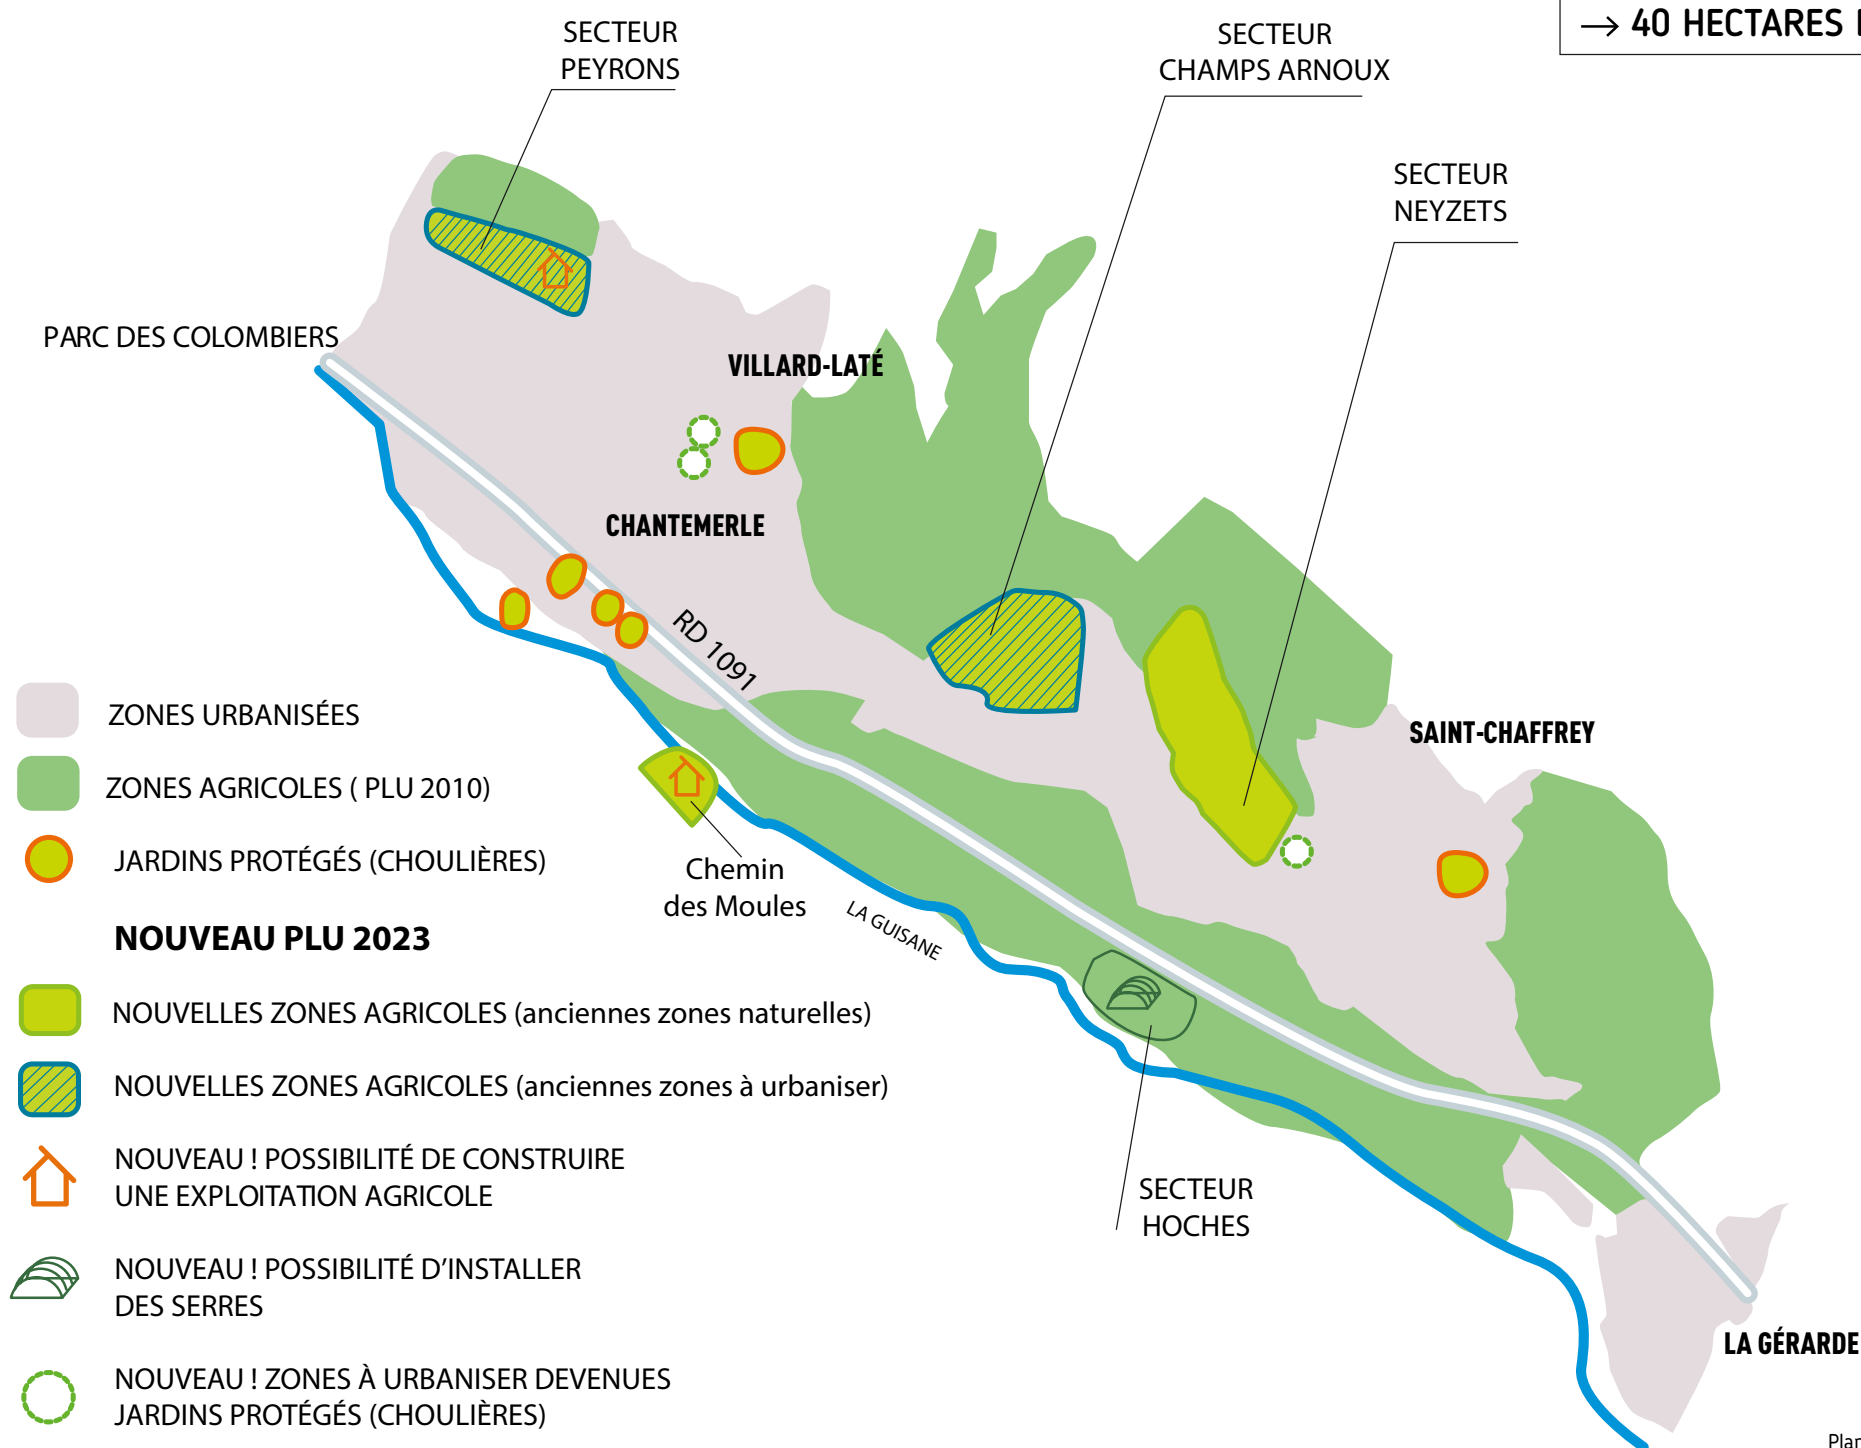 → 40 HECTARES
SECTEUR
PEYRONS
SECTEUR
CHAMPS ARNOUX
SECTEUR
NEYZETS
PARC DES COLOMBIERS
VILLARD-LATÉ
CHANTEMERLE
RD 1091
SAINT-CHAFFREY
Chemin
des Moules
LA GUISANE
SECTEUR
HOCHES
LA GÉRARDE
ZONES URBANISÉES
ZONES AGRICOLES ( PLU 2010)
JARDINS PROTÉGÉS (CHOULIÈRES)
NOUVEAU PLU 2023
NOUVELLES ZONES AGRICOLES (anciennes zones naturelles)
NOUVELLES ZONES AGRICOLES (anciennes zones à urbaniser)
NOUVEAU ! POSSIBILITÉ DE CONSTRUIRE
UNE EXPLOITATION AGRICOLE
NOUVEAU ! POSSIBILITÉ D’INSTALLER
DES SERRES
NOUVEAU ! ZONES À URBANISER DEVENUES
JARDINS PROTÉGÉS (CHOULIÈRES)